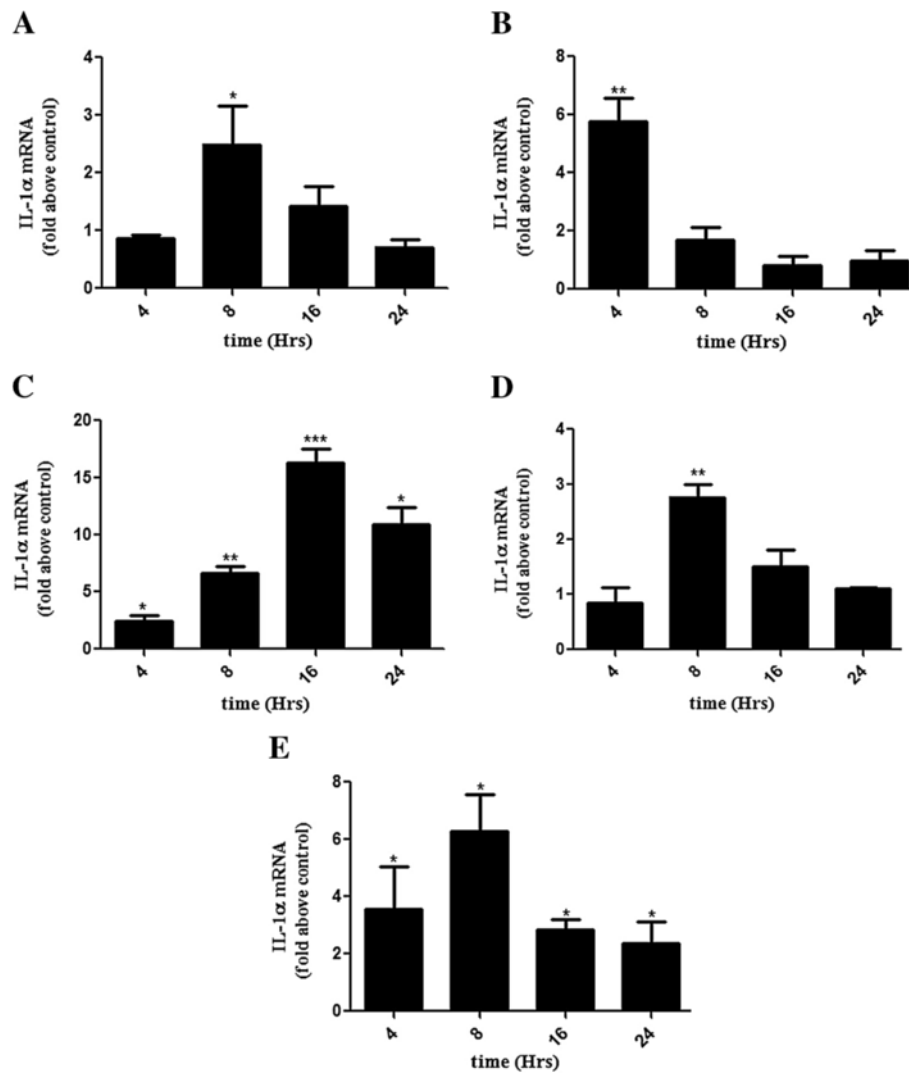 A
IL-1α mRNA
(fold above control)
4
3
2
1
0
*
4
8
16
24
time (Hrs)
B
IL-1α mRNA
(fold above control)
8
6
4
2
0
**
4
8
16
24
time (Hrs)
C
IL-1α mRNA
(fold above control)
20
15
10
5
0
*
**
***
*
4
8
16
24
time (Hrs)
D
IL-1α mRNA
(fold above control)
4
3
2
1
0
**
4
8
16
24
time (Hrs)
E
IL-1α mRNA
(fold above control)
8
6
4
2
0
*
*
*
*
4
8
16
24
time (Hrs)